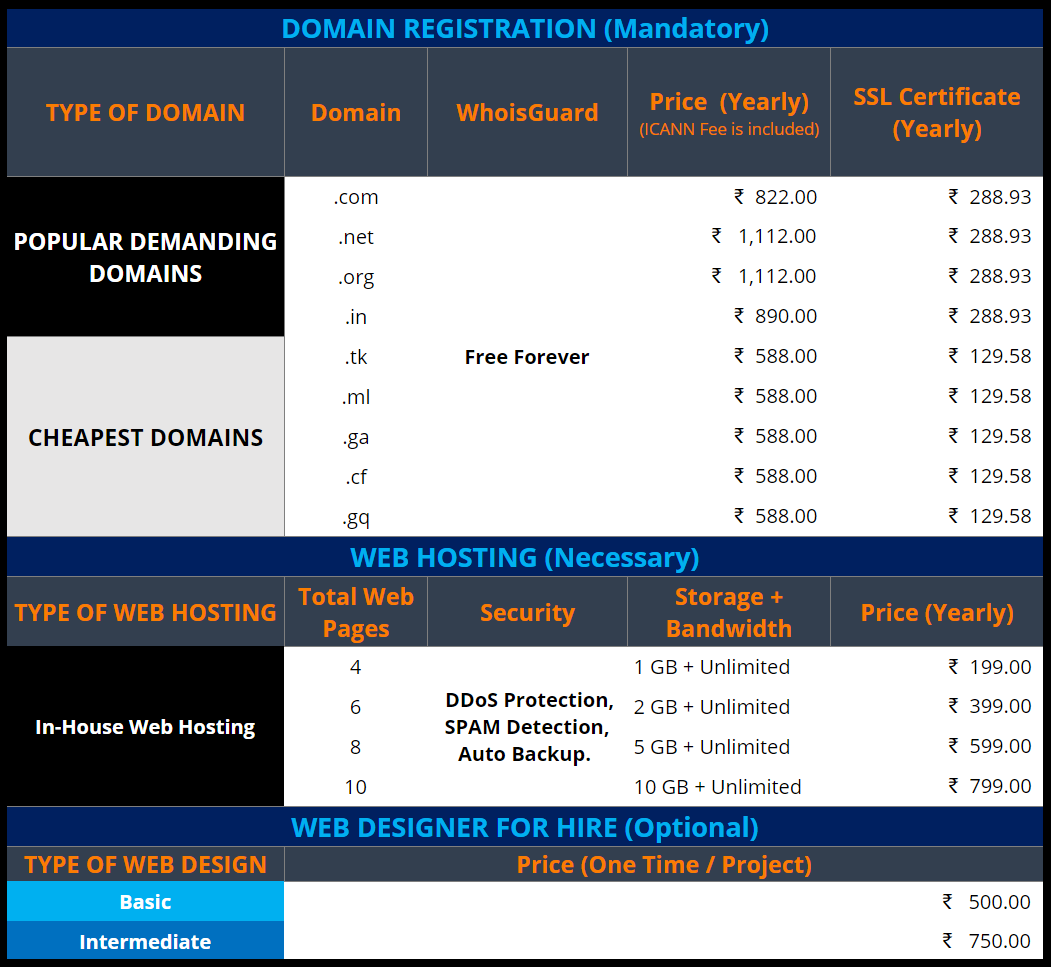 DOMAIN REGISTRATION (Mandatory)
TYPE OF DOMAIN Domain WhoisGuard Price (Yearly) (ICANN Fee is included) SSL Certificate (Yearly)
POPULAR DEMANDING DOMAINS
.com ₹ 822.00 ₹ 288.93
.net ₹ 1,112.00 ₹ 288.93
.org ₹ 1,112.00 ₹ 288.93
.in ₹ 890.00 ₹ 288.93
CHEAPEST DOMAINS
Free Forever
.tk ₹ 588.00 ₹ 129.58
.ml ₹ 588.00 ₹ 129.58
.ga ₹ 588.00 ₹ 129.58
.cf ₹ 588.00 ₹ 129.58
.gq ₹ 588.00 ₹ 129.58
WEB HOSTING (Necessary)
TYPE OF WEB HOSTING Total Web Pages Security Storage + Bandwidth Price (Yearly)
In-House Web Hosting
DDoS Protection,
SPAM Detection,
Auto Backup.
4 1 GB + Unlimited ₹ 199.00
6 2 GB + Unlimited ₹ 399.00
8 5 GB + Unlimited ₹ 599.00
10 10 GB + Unlimited ₹ 799.00
WEB DESIGNER FOR HIRE (Optional)
TYPE OF WEB DESIGN Price (One Time / Project)
Basic ₹ 500.00
Intermediate ₹ 750.00